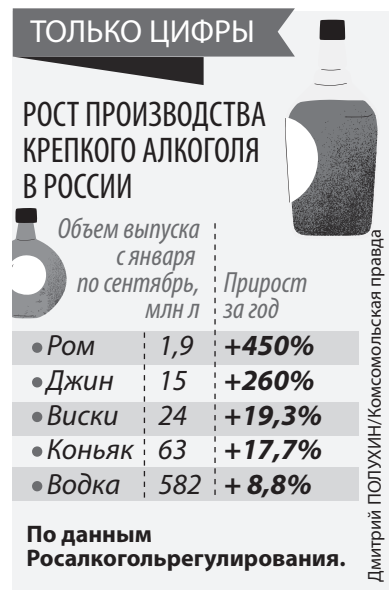 ТОЛЬКО ЦИФРЫ
РОСТ ПРОИЗВОДСТВА
КРЕПКОГО АЛКОГОЛЯ
В РОССИИ
Объем выпуска
с января
по сентябрь,
млн л
Прирост
за год
• Ром 1,9 +450%
• Джин 15 +260%
• Виски 24 +19,3%
• Коньяк 63 +17,7%
• Водка 582 + 8,8%
По данным
Росалкогольрегулирования.
Дмитрий ПОЛУХИН/Комсомольская правда